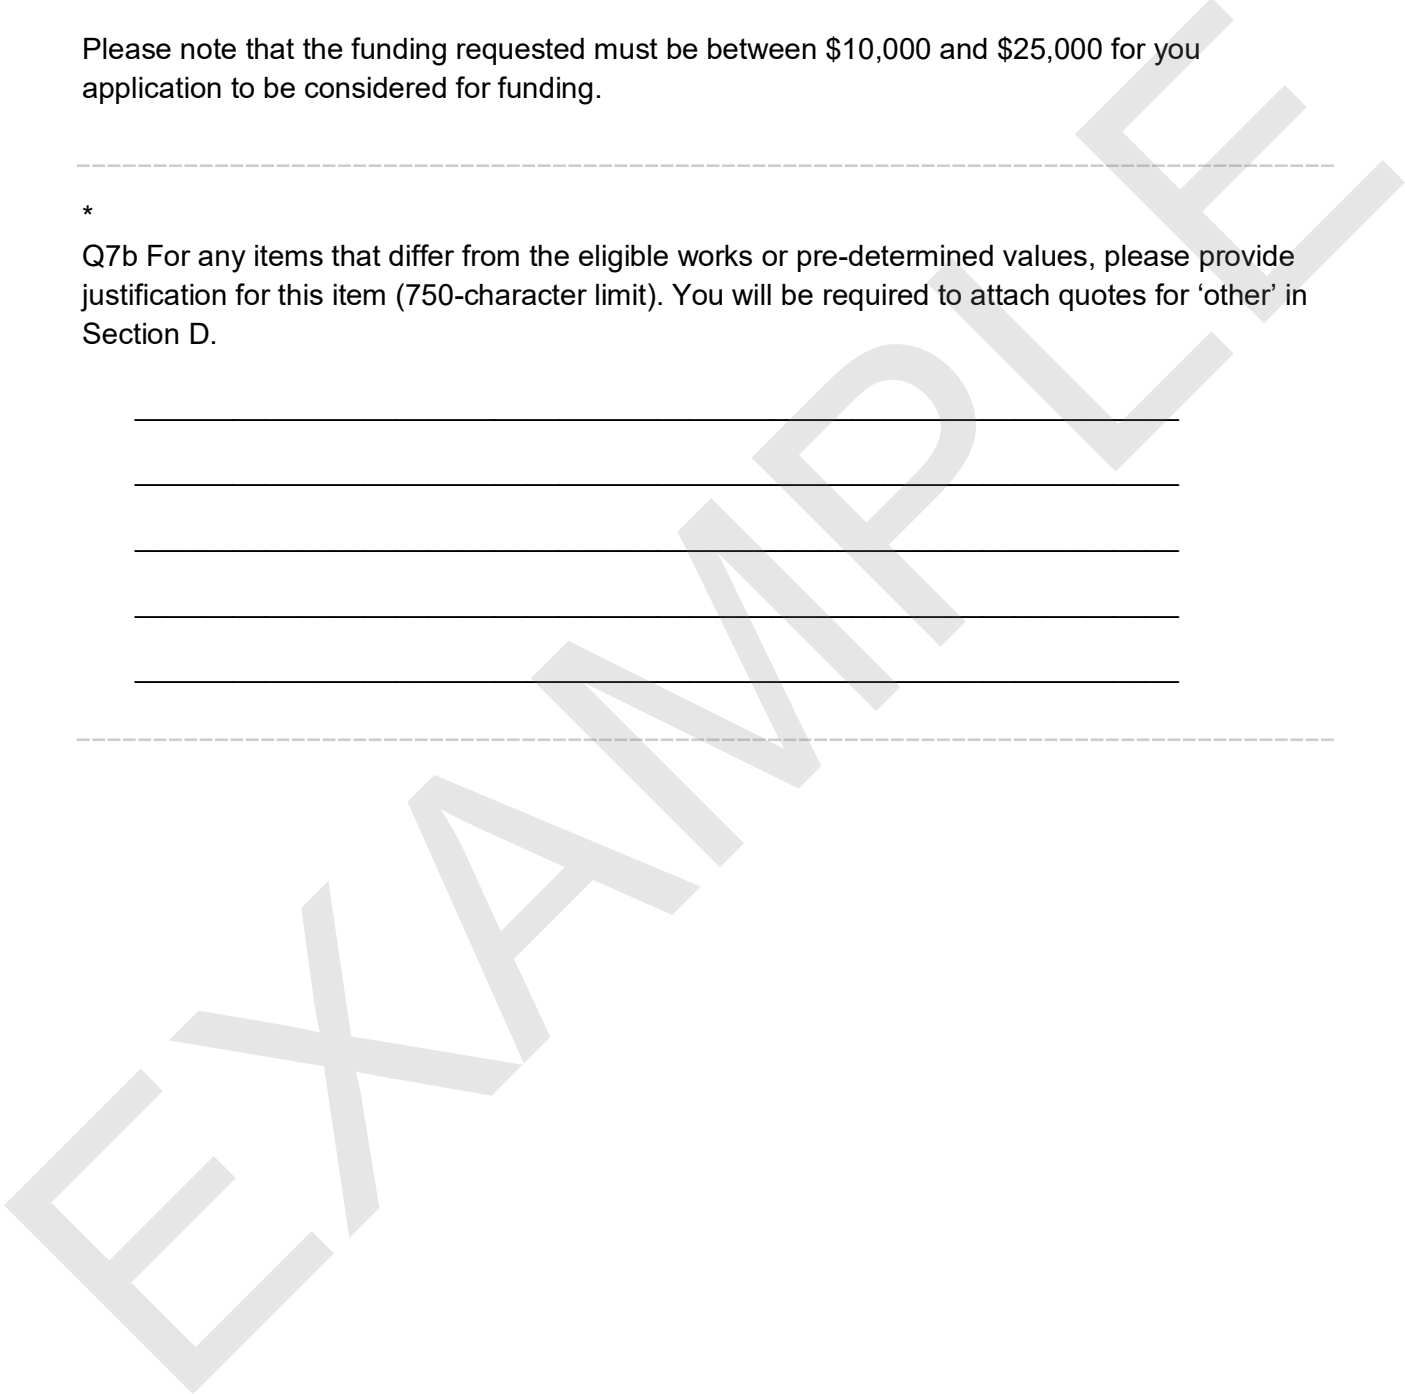 Please note that the funding requested must be between $10,000 and $25,000 for you
application to be considered for funding.
*
Q7b For any items that differ from the eligible works or pre-determined values, please provide
justification for this item (750-character limit). You will be required to attach quotes for ‘other’ in
Section D.
EXAMPLE